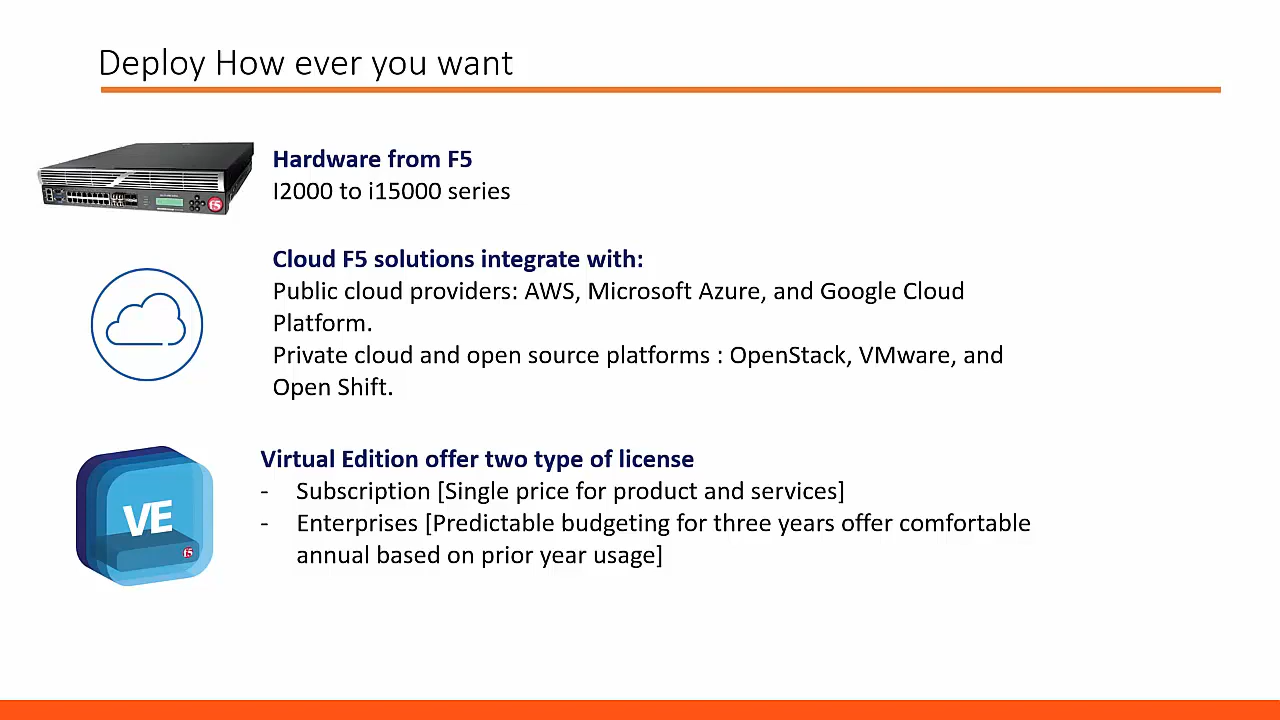 Deploy How ever you want
Hardware from F5
I2000 to i15000 series
f5
Cloud F5 solutions integrate with:
Public cloud providers: AWS, Microsoft Azure, and Google Cloud
Platform.
Private cloud and open source platforms : OpenStack, VMware, and
Open Shift.
Virtual Edition offer two type of license
- Subscription [Single price for product and services]
- Enterprises [Predictable budgeting for three years offer comfortable
annual based on prior year usage]
VE
f5